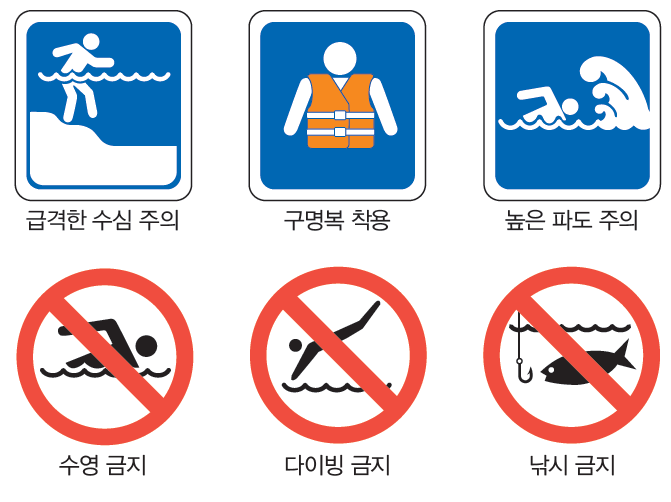 급격한 수심 주의
구명복 착용
높은 파도 주의
수영 금지
다이빙 금지
낚시 금지